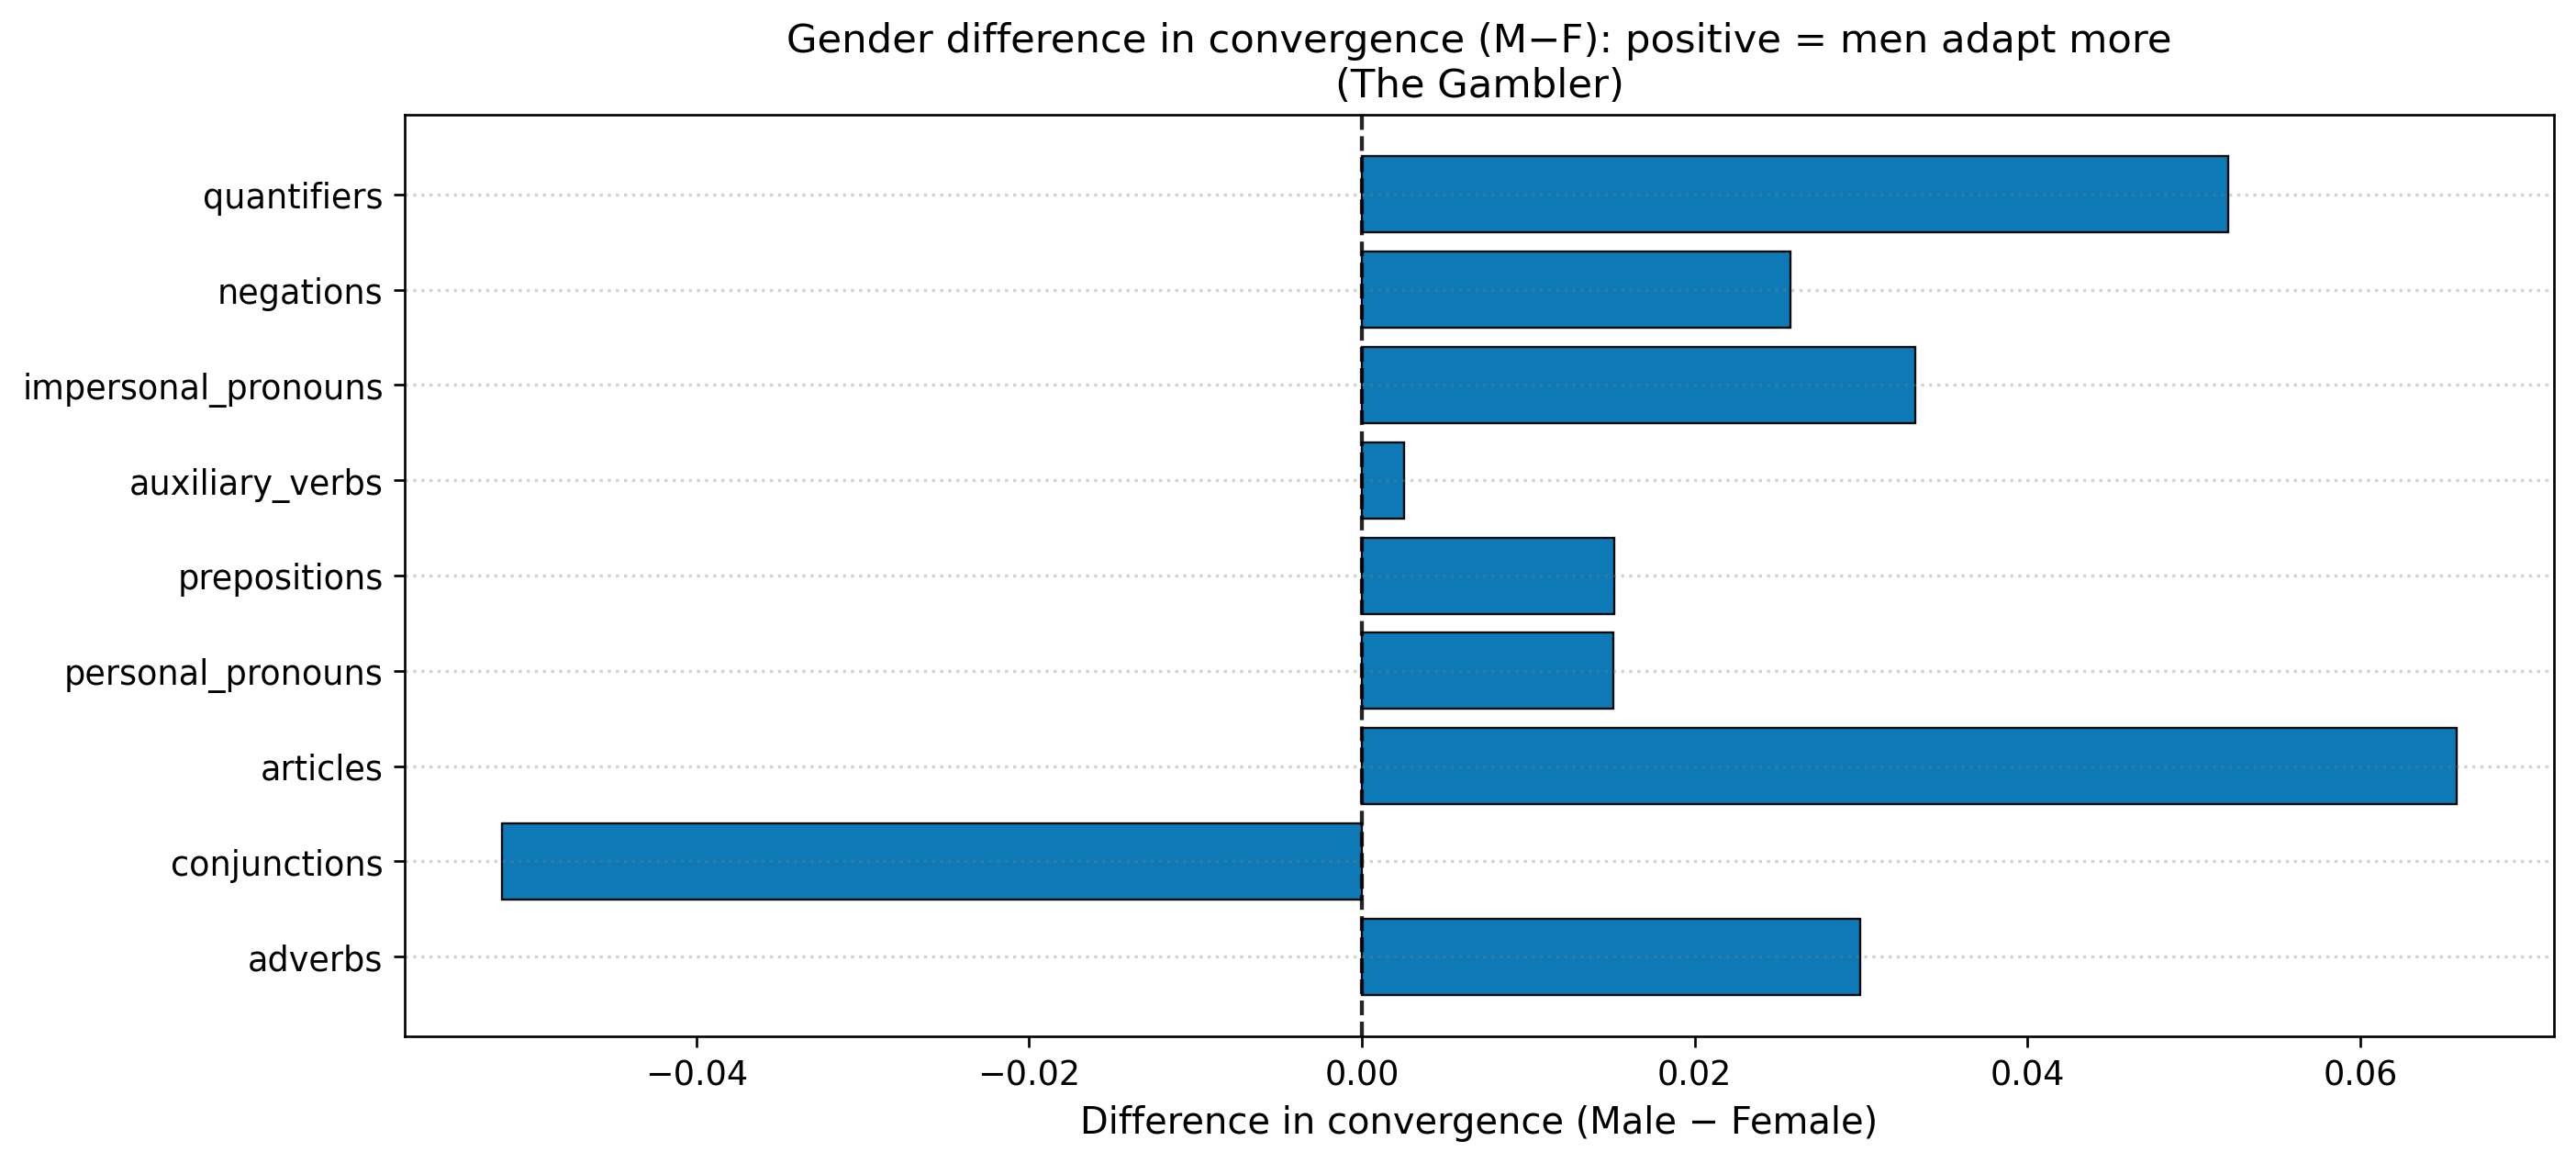 Gender difference in convergence (M−F): positive = men adapt more
(The Gambler)
quantifiers
negations
impersonal_pronouns
auxiliary_verbs
prepositions
personal_pronouns
articles
conjunctions
adverbs
−0.04 −0.02 0.00 0.02 0.04 0.06
Difference in convergence (Male − Female)